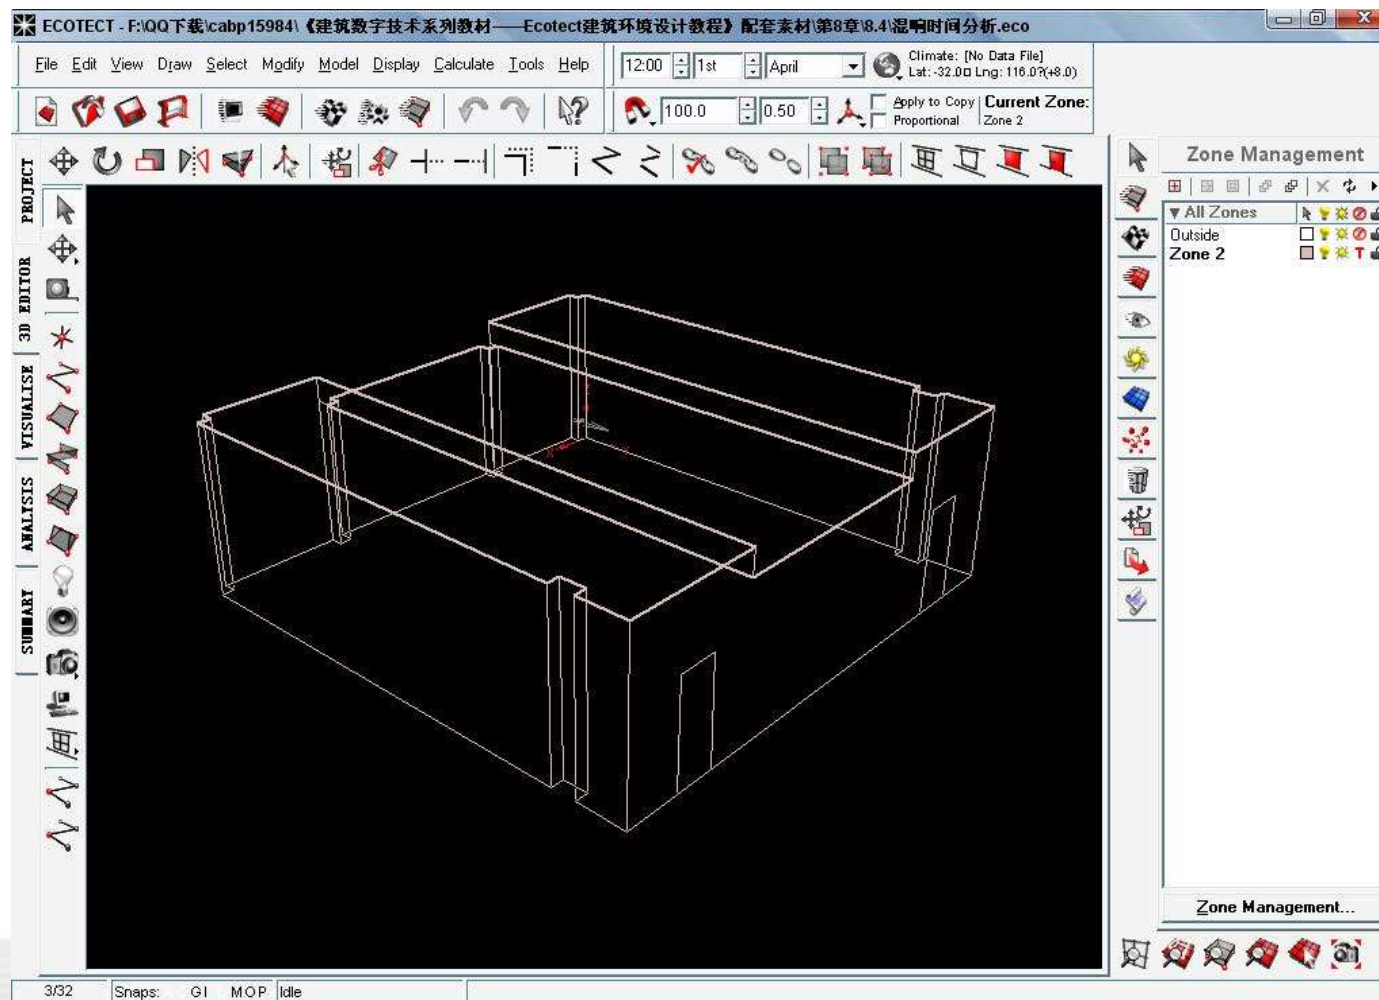 ECOTECT - F:\QQ下载\cabp15984\《建筑数字技术系列教材——Ecotect建筑环境设计教程》配套素材\第8章\8.4\混响时间分析.eco
File Edit View Draw Select Modify Model Display Calculate Tools Help
12:00 1st April
Climate: [No Data File]
Lat: -32.0□ Lng: 116.0?(+8.0)
100.0 0.50
Apply to Copy
Proportional
Current Zone:
Zone 2
PROJECT
3D EDITOR
VISUALISE
ANALYSIS
SUMMARY
Zone Management
▼ All Zones
Outside
Zone 2
T
X
Zone Management...
3/32 Snaps: GI MOP Idle